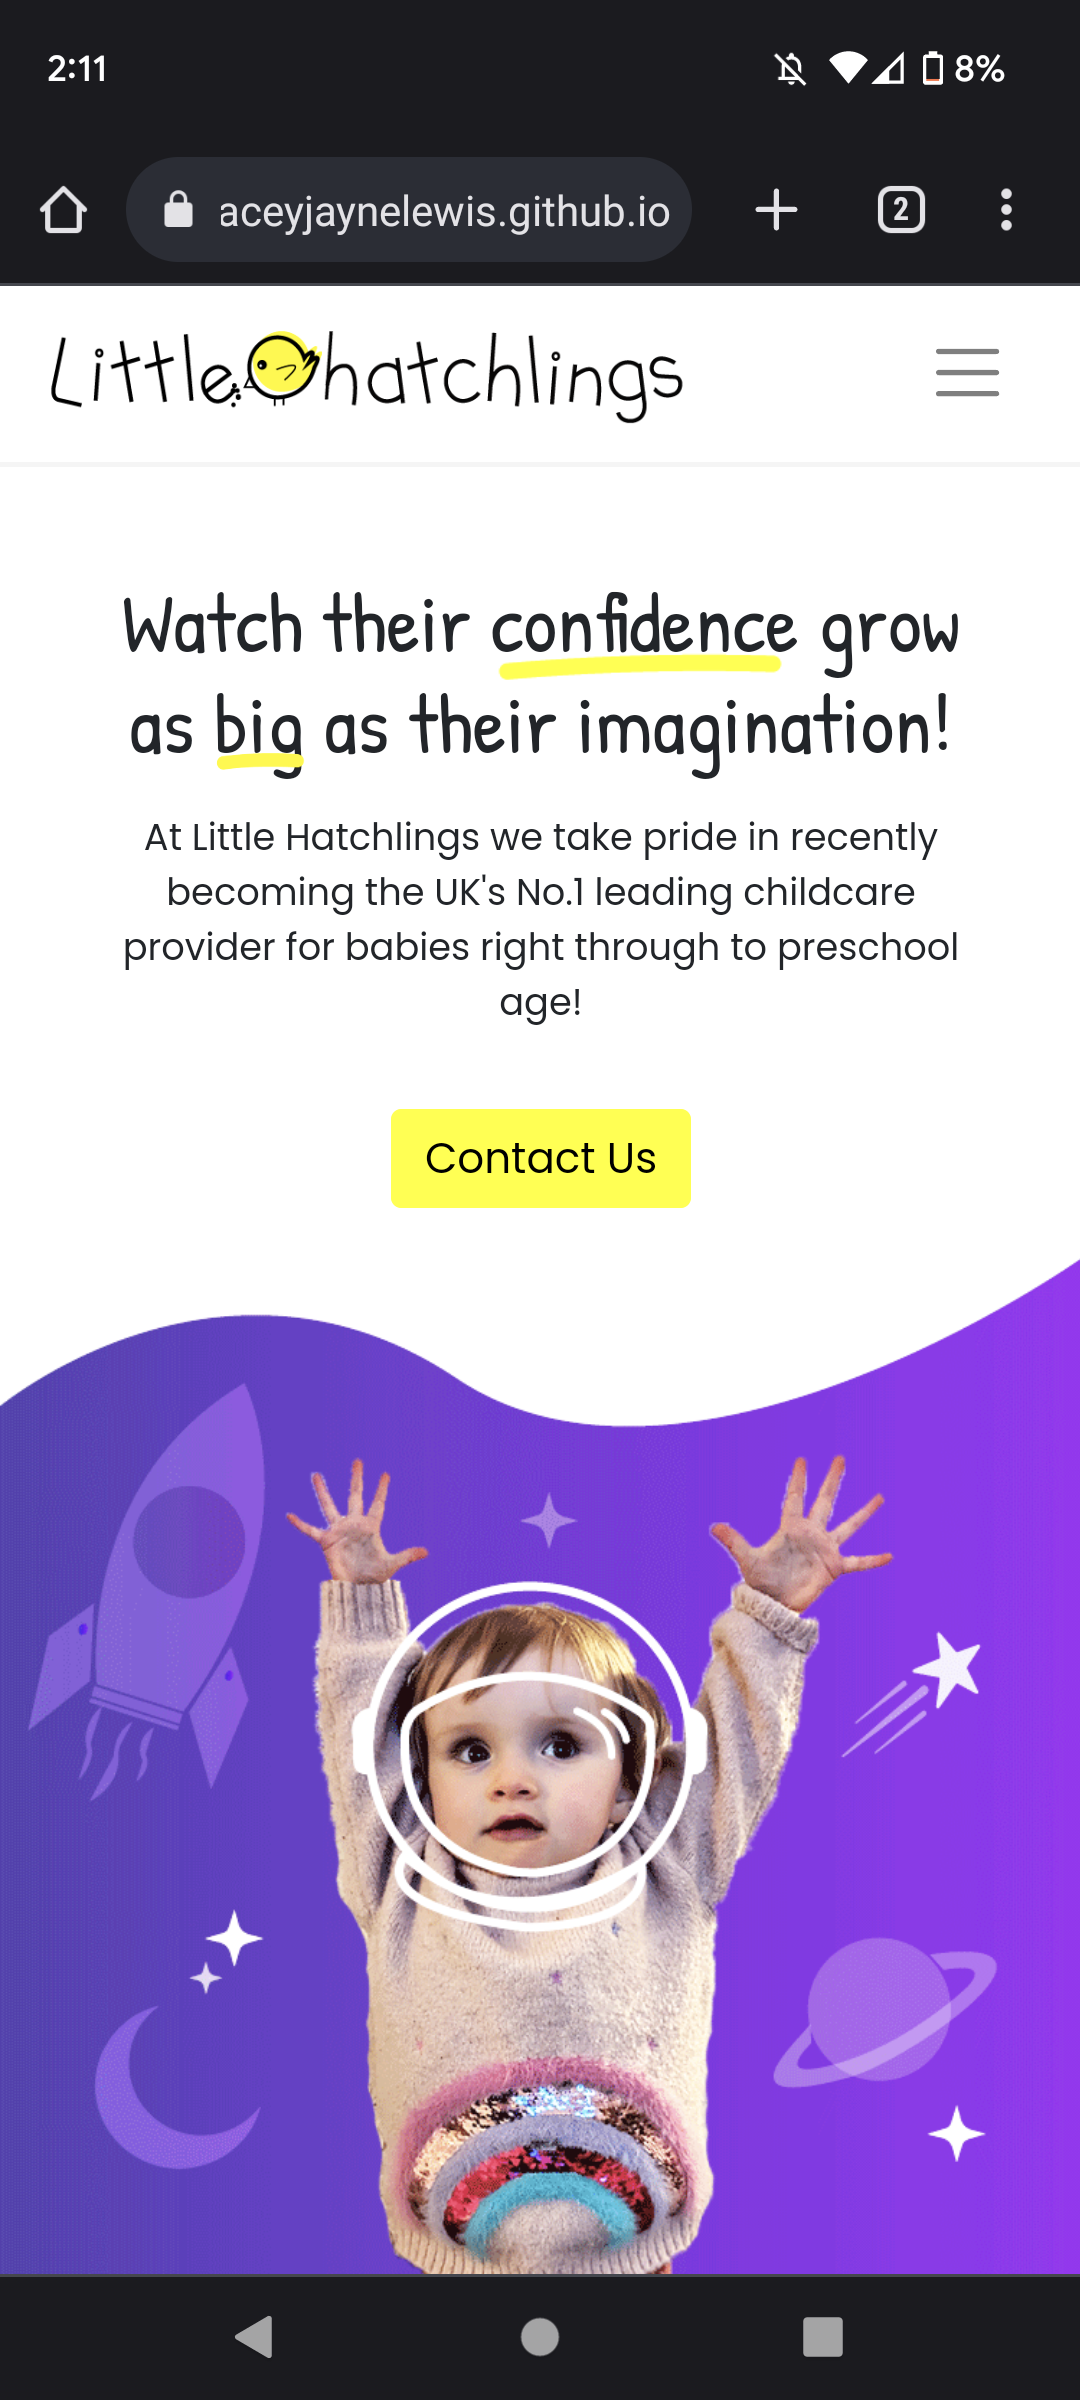 2:11
8%
aceyjaynelewis.github.io
2
Little hatchlings
Watch their confidence grow
as big as their imagination!
At Little Hatchlings we take pride in recently
becoming the UK's No.1 leading childcare
provider for babies right through to preschool
age!
Contact Us